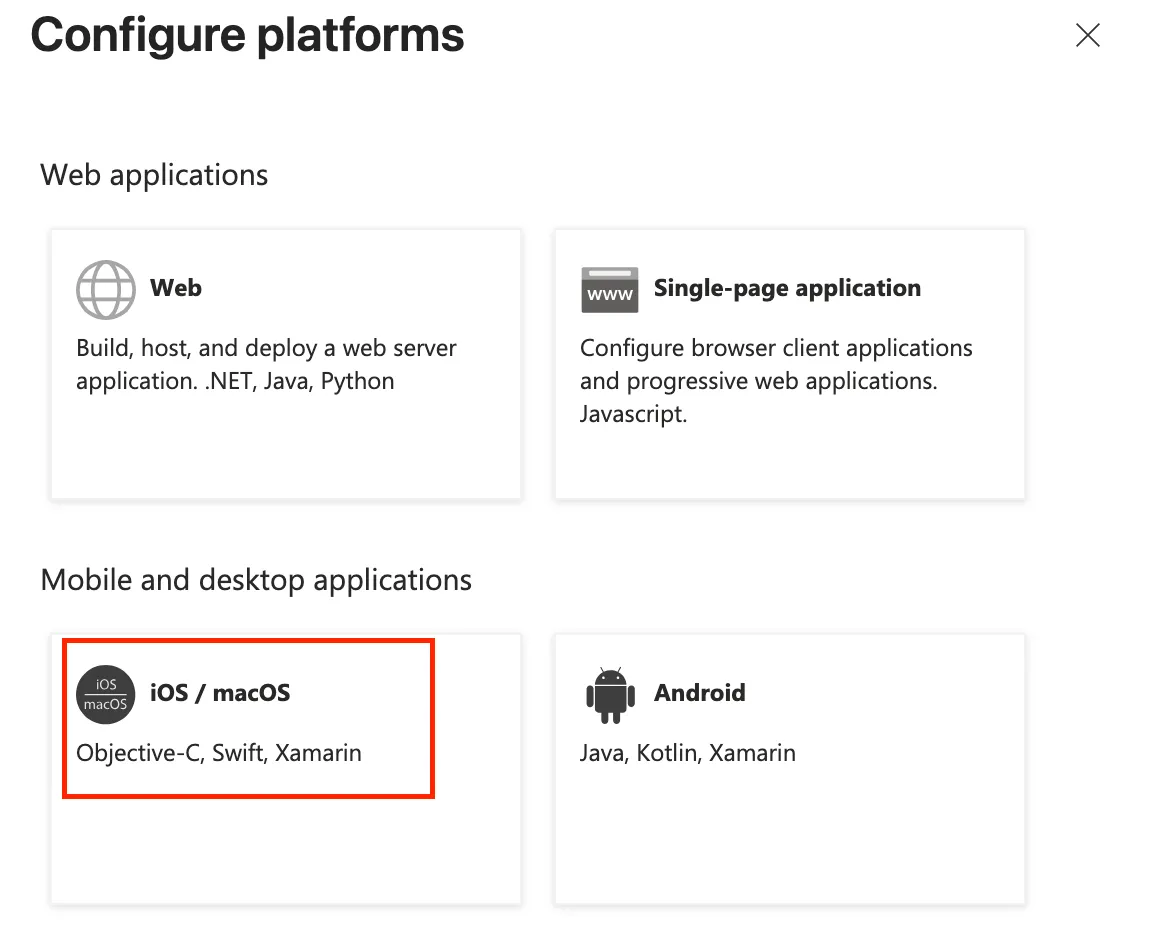 Configure platforms
Web applications
Web
Build, host, and deploy a web server
application. .NET, Java, Python
www
Single-page application
Configure browser client applications
and progressive web applications.
Javascript.
Mobile and desktop applications
iOS
macOS
iOS / macOS
Objective-C, Swift, Xamarin
Android
Java, Kotlin, Xamarin